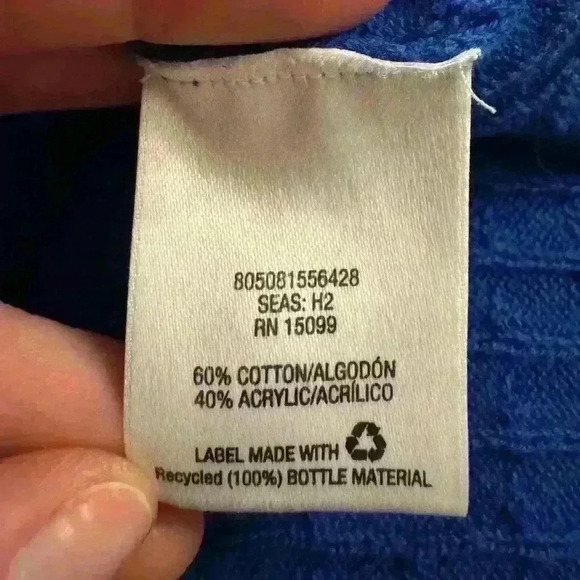 805081556428
SEAS: H2
RN 15099
60% COTTON/ALGODÓN
40% ACRYLIC/ACRÍLICO
LABEL MADE WITH
Recycled (100%) BOTTLE MATERIAL